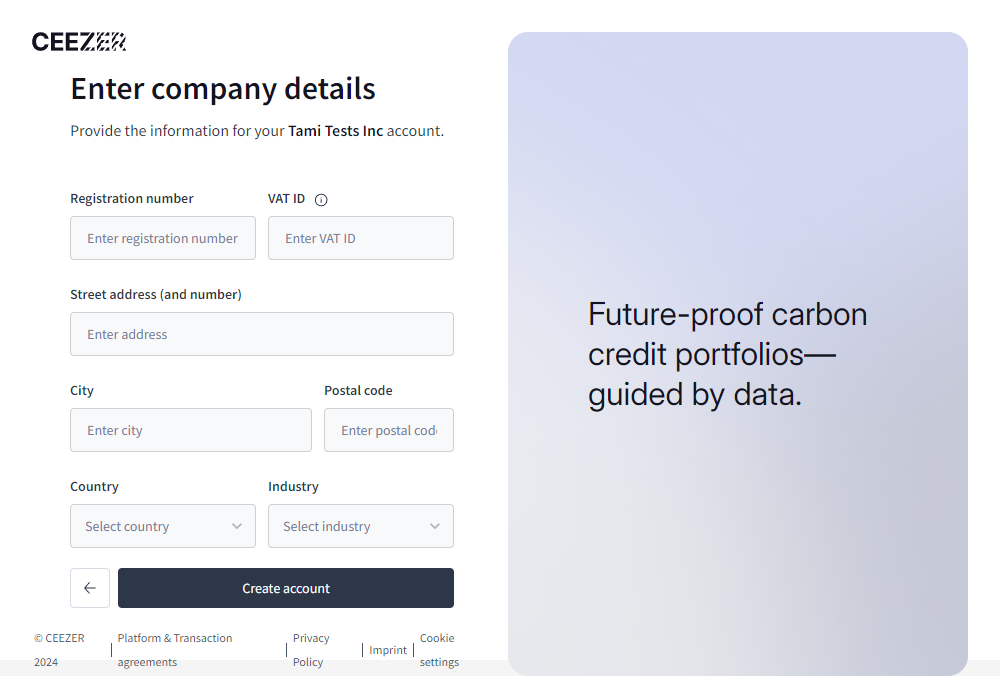 CEEZER
Enter company details
Provide the information for your Tami Tests Inc account.
Registration number
VAT ID
Enter registration number
Enter VAT ID
Street address (and number)
Enter address
City
Postal code
Enter city
Enter postal cod
Country
Industry
Select country
Select industry
Create account
© CEEZER
2024
Platform & Transaction
agreements
Privacy
Policy
Imprint
Cookie
settings
Future-proof carbon
credit portfolios—
guided by data.